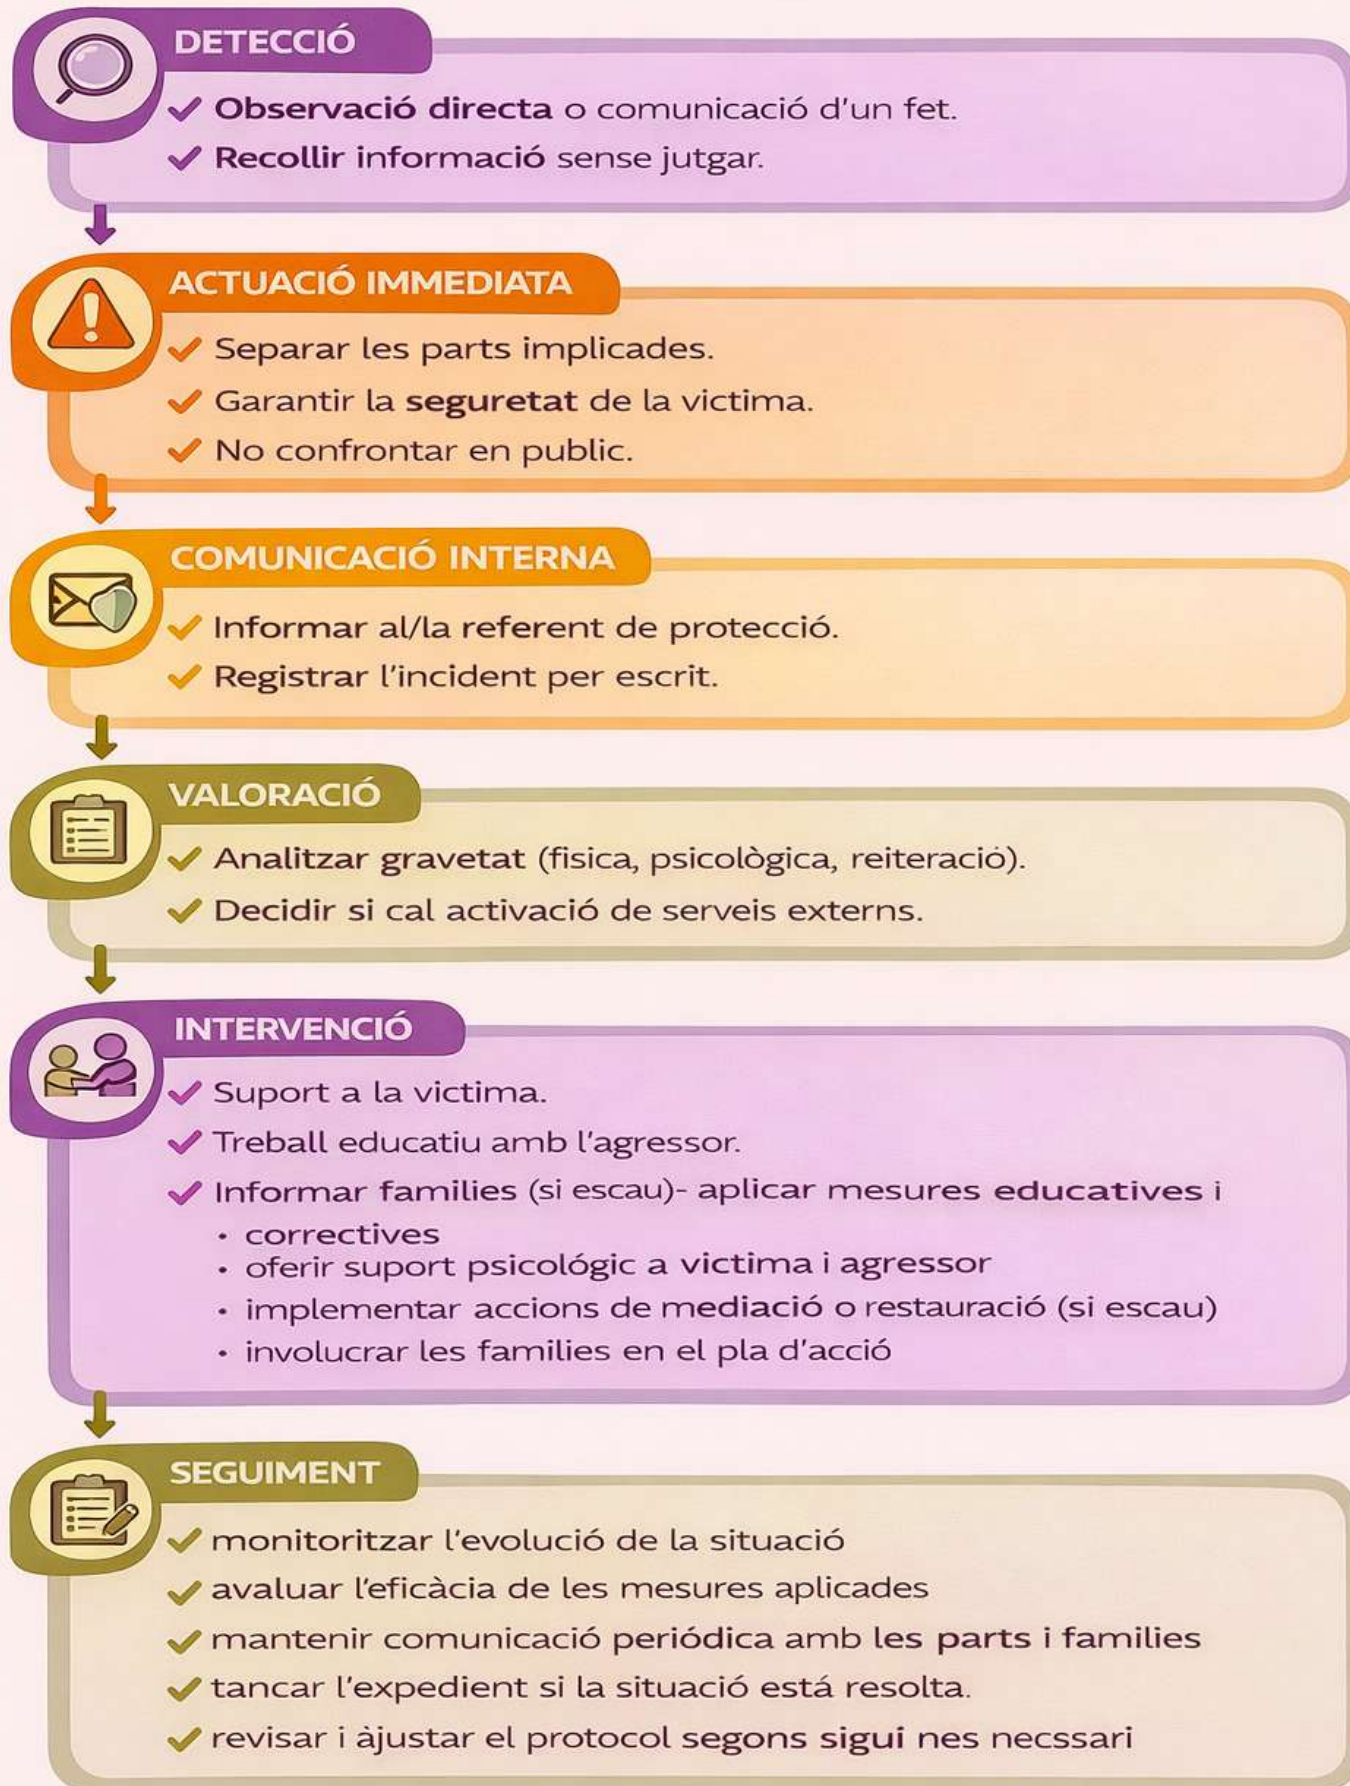 DETECCIÓ
Observació directa o comunicació d'un fet.
Recollir informació sense jutgar.
ACTUACIÓ IMMEDIATA
Separar les parts implicades.
Garantir la seguretat de la victima.
No confrontar en public.
COMUNICACIÓ INTERNA
Informar al/la referent de protecció.
Registrar l'incident per escrit.
VALORACIÓ
Analitzar gravetat (fisica, psicològica, reiteració).
Decidir si cal activació de serveis externs.
INTERVENCIÓ
Suport a la victima.
Treball educatiu amb l'agressor.
Informar families (si escau)- aplicar mesures educatives i
• correctives
• oferir suport psicológic a victima i agressor
• implementar accions de mediació o restauració (si escau)
• involucrar les families en el pla d'acció
SEGUIMENT
monitoritzar l'evolució de la situació
avaluar l'eficàcia de les mesures aplicades
mantenir comunicació periódica amb les parts i families
tancar l'expedient si la situació está resolta.
revisar i àjustar el protocol segons sigui nes necssari